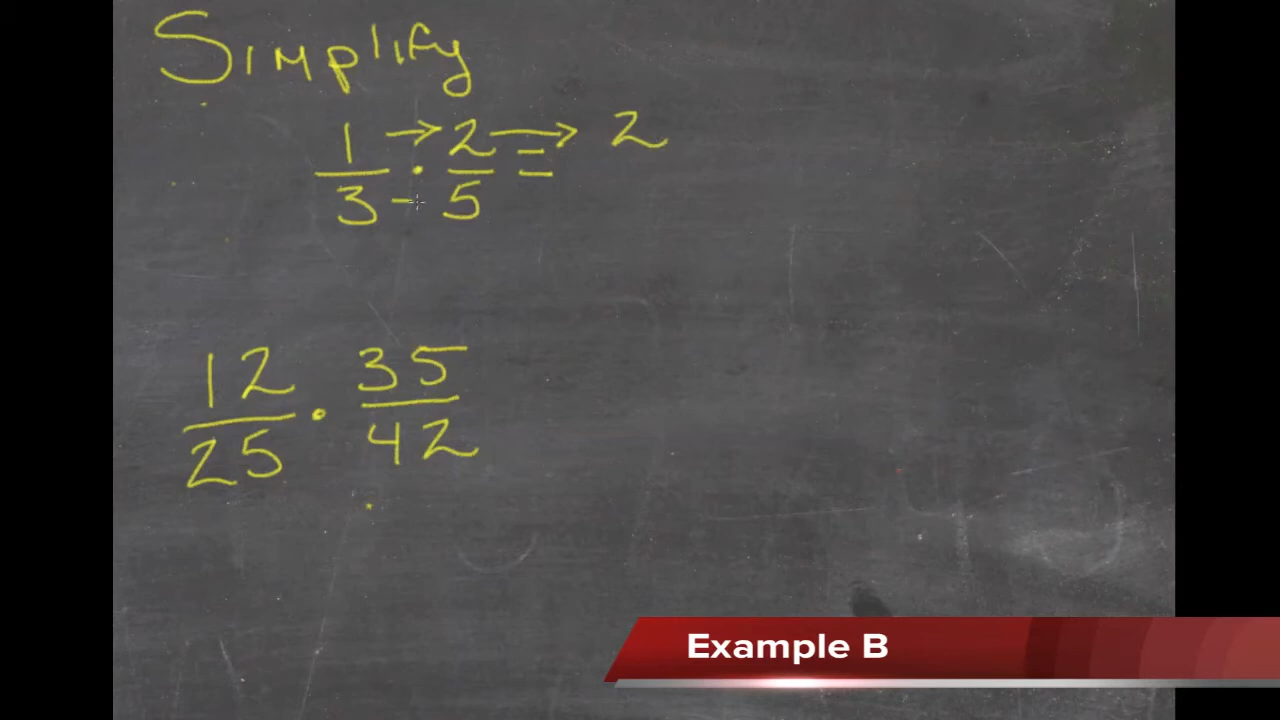 Simplify
1 → 2 → 2
3 · 5 =
12 · 35
25 42
Example B